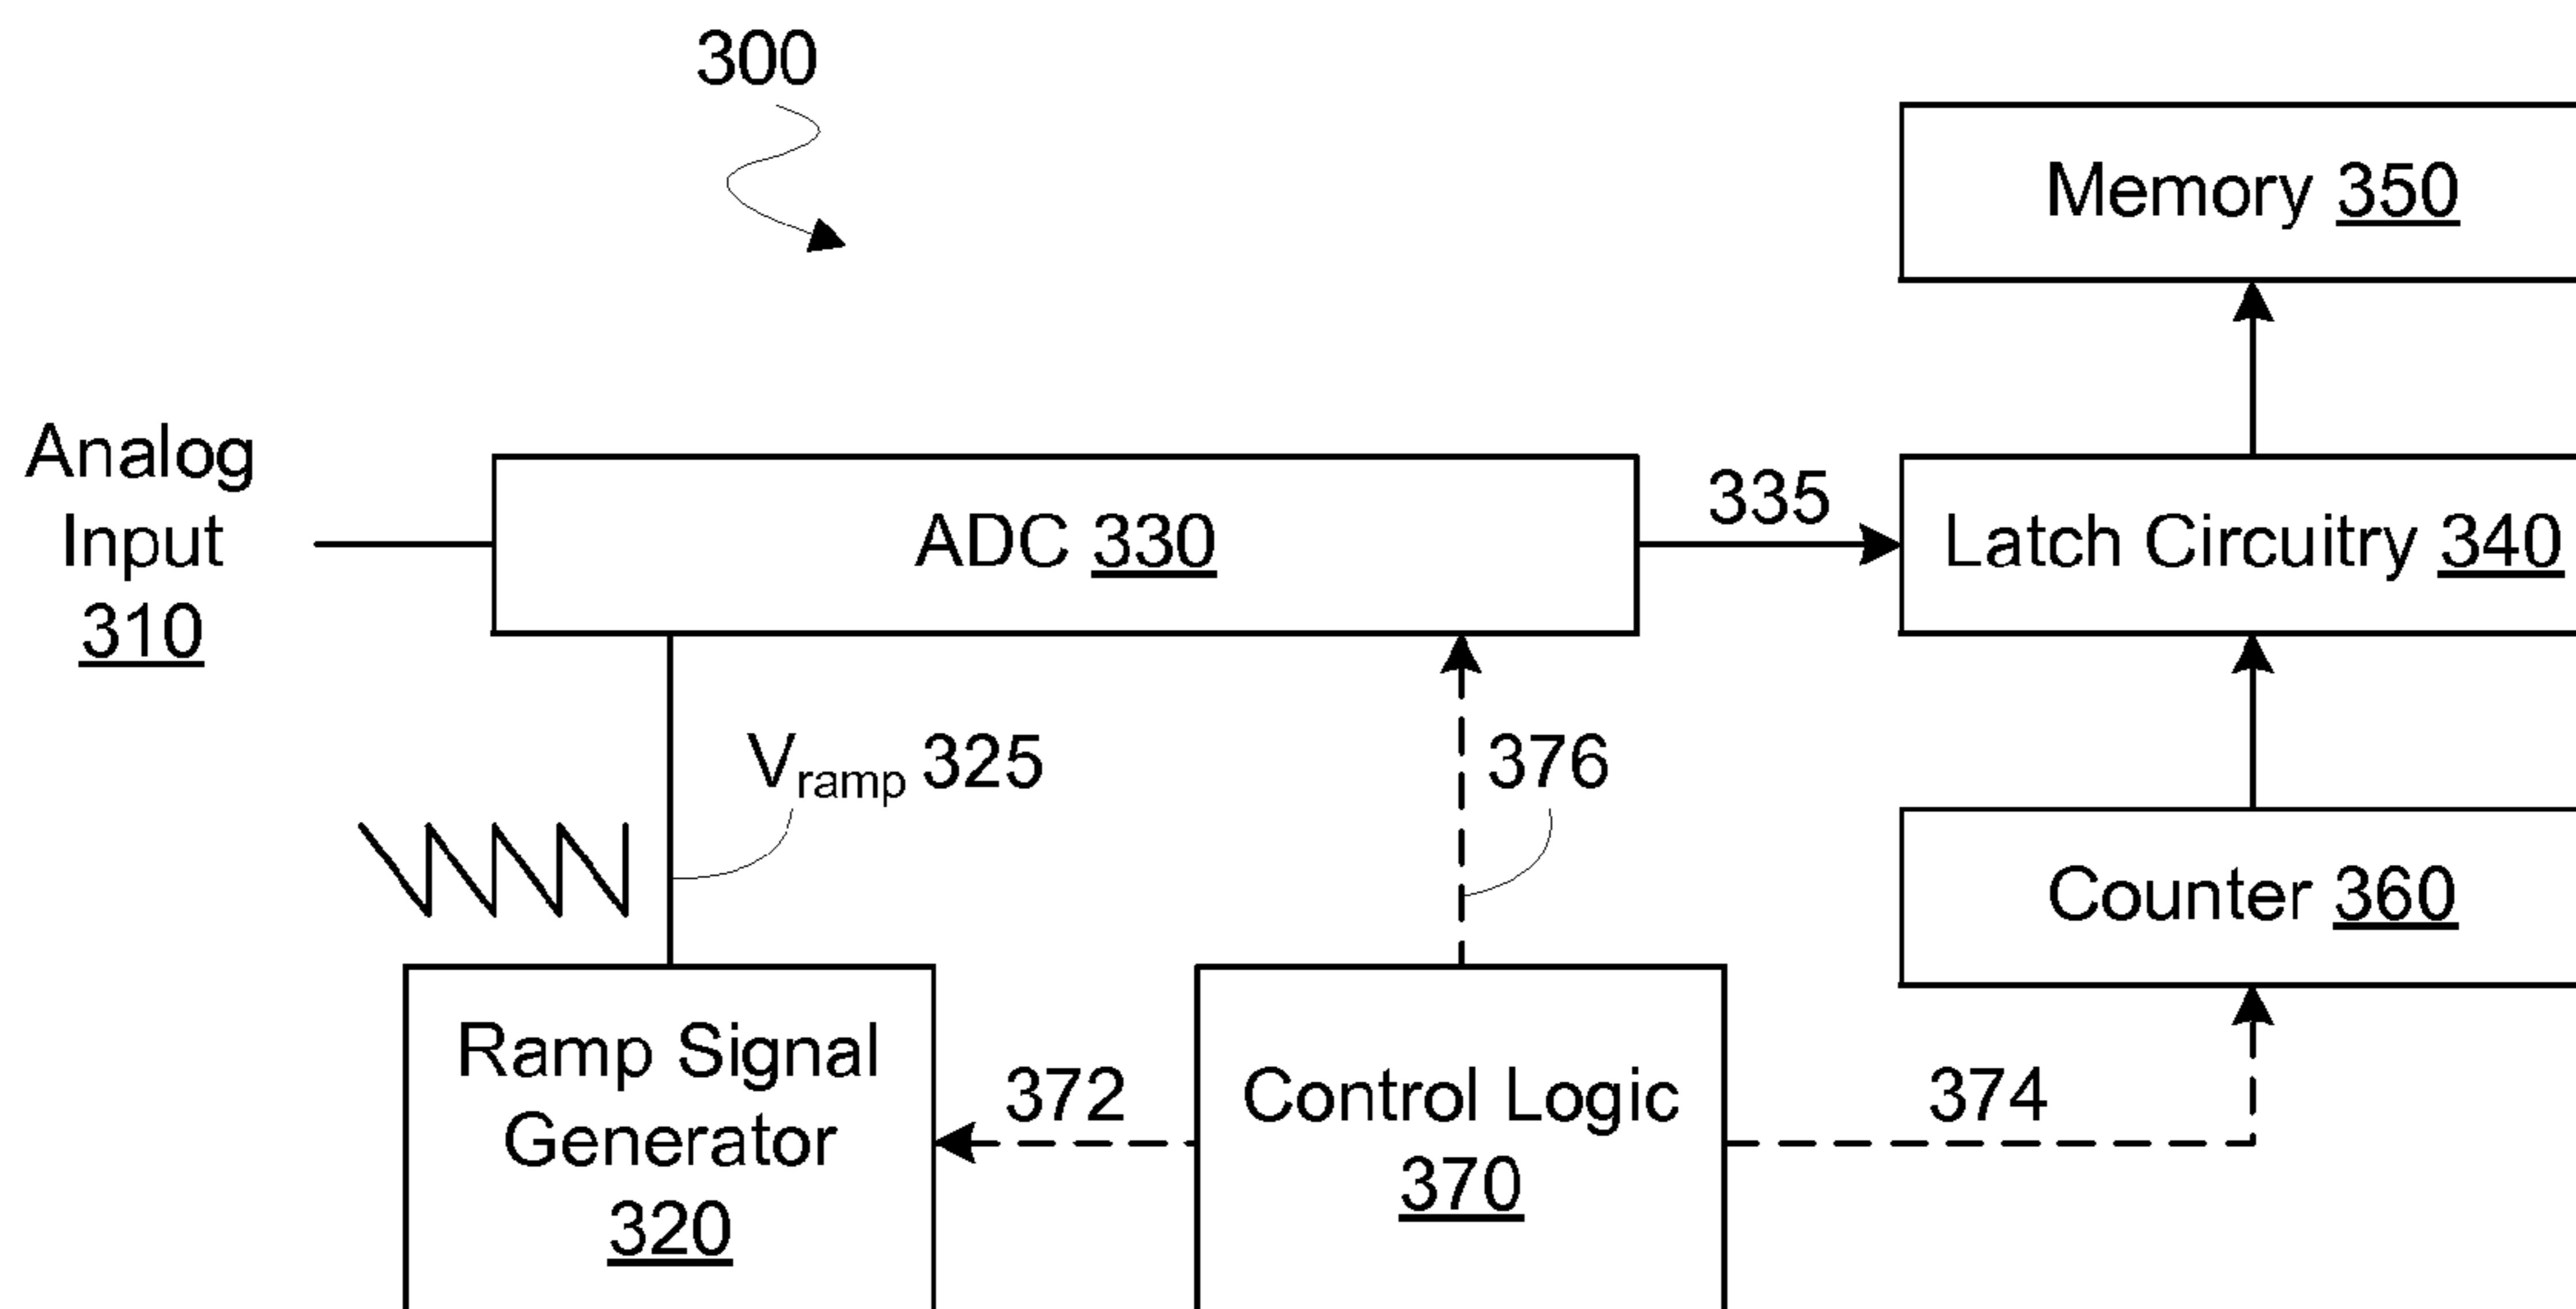 300
Memory 350
Analog
Input
310
ADC 330
335
Latch Circuitry 340
Vramp 325
376
Counter 360
Ramp Signal
Generator
320
372
Control Logic
370
374